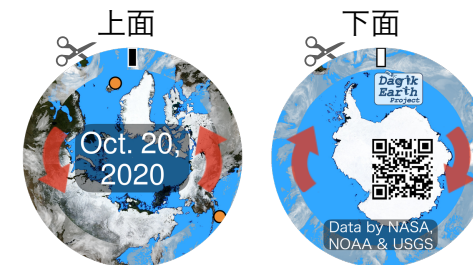 上面
下面
Oct. 20,
2020
Dagik
Earth
Project
Data by NASA,
NOAA & USGS